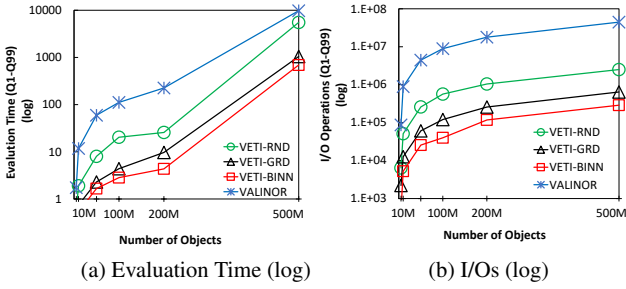 Evalution Time (Q1-Q99)
(log)
10000
1000
100
10
1
VETI-RND
VETI-GRD
VETI-BINN
VALINOR
10M
100M
200M
500M
Number of Objects
(a) Evaluation Time (log)
I/O Operations (Q1-Q99)
(log)
1.E+08
1.E+07
1.E+06
1.E+05
1.E+04
1.E+03
VETI-RND
VETI-GRD
VETI-BINN
VALINOR
10M
100M
200M
500M
Number of Objects
(b) I/Os (log)